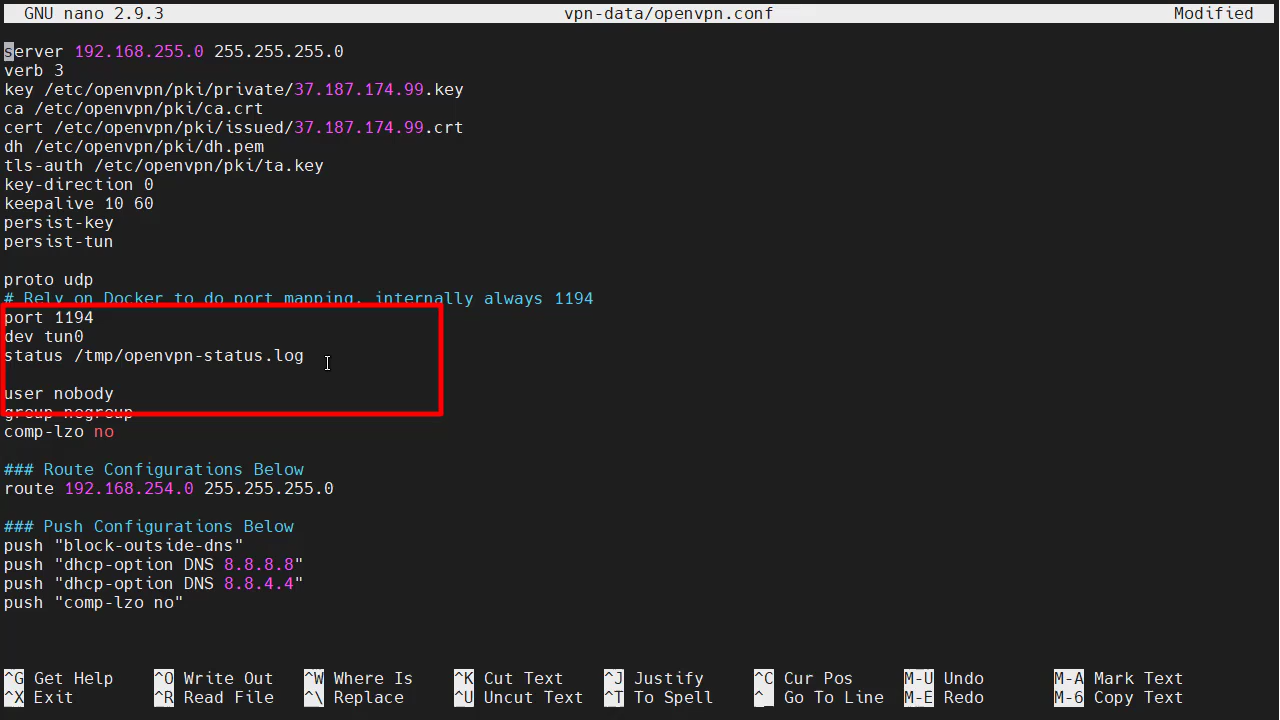 GNU nano 2.9.3 vpn-data/openvpn.conf Modified
server 192.168.255.0 255.255.255.0
verb 3
key /etc/openvpn/pki/private/37.187.174.99.key
ca /etc/openvpn/pki/ca.crt
cert /etc/openvpn/pki/issued/37.187.174.99.crt
dh /etc/openvpn/pki/dh.pem
tls-auth /etc/openvpn/pki/ta.key
key-direction 0
keepalive 10 60
persist-key
persist-tun
proto udp
# Rely on Docker to do port mapping, internally always 1194
port 1194
dev tun0
status /tmp/openvpn-status.log
user nobody
group nogroup
comp-lzo no
### Route Configurations Below
route 192.168.254.0 255.255.255.0
### Push Configurations Below
push "block-outside-dns"
push "dhcp-option DNS 8.8.8.8"
push "dhcp-option DNS 8.8.4.4"
push "comp-lzo no"
^G Get Help ^O Write Out ^W Where Is ^K Cut Text ^J Justify ^C Cur Pos M-U Undo M-A Mark Text
^X Exit ^R Read File ^\ Replace ^U Uncut Text ^T To Spell ^_ Go To Line M-E Redo M-6 Copy Text